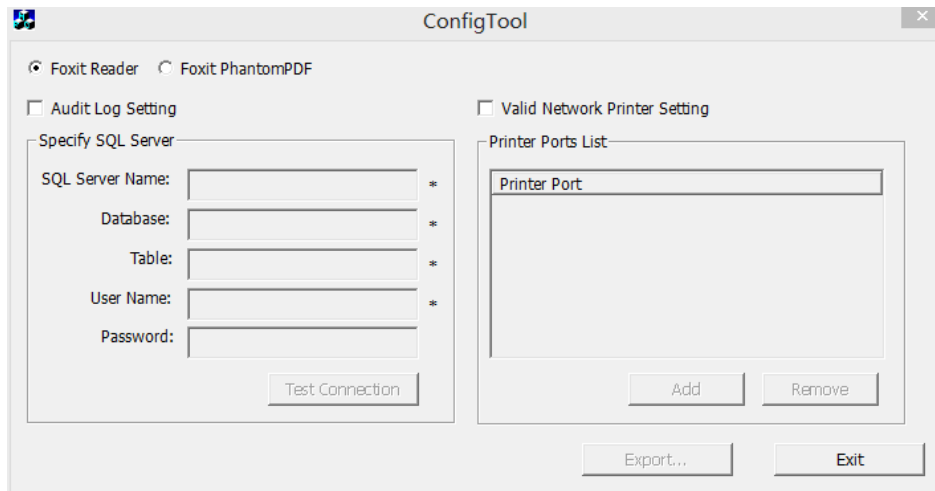 ConfigTool
Foxit Reader Foxit PhantomPDF
Audit Log Setting
Valid Network Printer Setting
Specify SQL Server
SQL Server Name: *
Database: *
Table: *
User Name: *
Password:
Test Connection
Printer Ports List
Printer Port
Add Remove
Export... Exit